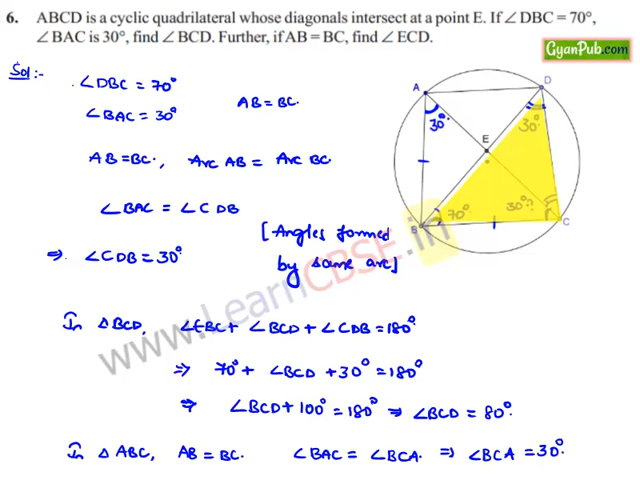 6. ABCD is a cyclic quadrilateral whose diagonals intersect at a point E. If ∠ DBC = 70°,
∠ BAC is 30°, find ∠ BCD. Further, if AB = BC, find ∠ ECD.
GyanPub.com
Sol:-
∠DBC = 70°
∠BAC = 30°
AB = BC.
AB = BC., Arc AB = Arc BC
∠BAC = ∠CDB
[Angles formed
by same arc]
⇒ ∠CDB = 30°
A
D
30°
30°
E
70°
30°?
B
C
www.LearnCBSE.in
In △BCD, ∠EBC + ∠BCD + ∠CDB = 180°
⇒ 70° + ∠BCD + 30° = 180°
⇒ ∠BCD + 100° = 180° ⇒ ∠BCD = 80°
In △ABC, AB = BC. ∠BAC = ∠BCA. ⇒ ∠BCA = 30°